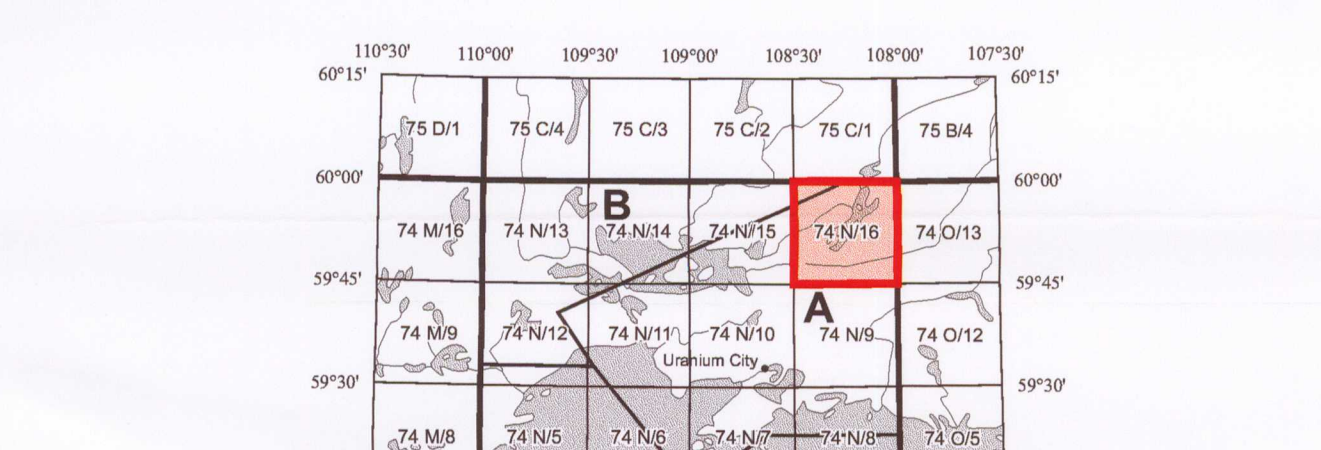 110°30' 110°00' 109°30' 109°00' 108°30' 108°00' 107°30'
60°15' 60°15'
75 D/1 75 C/4 75 C/3 75 C/2 75 C/1 75 B/4
60°00' 60°00'
B
74 M/16 74 N/13 74 N/14 74 N/15 74 N/16 74 O/13
59°45' 59°45'
A
74 M/9 74 N/12 74 N/11 74 N/10 74 N/9 74 O/12
Uranium City
59°30' 59°30'
74 M/8 74 N/5 74 N/6 74 N/7 74 N/8 74 O/5